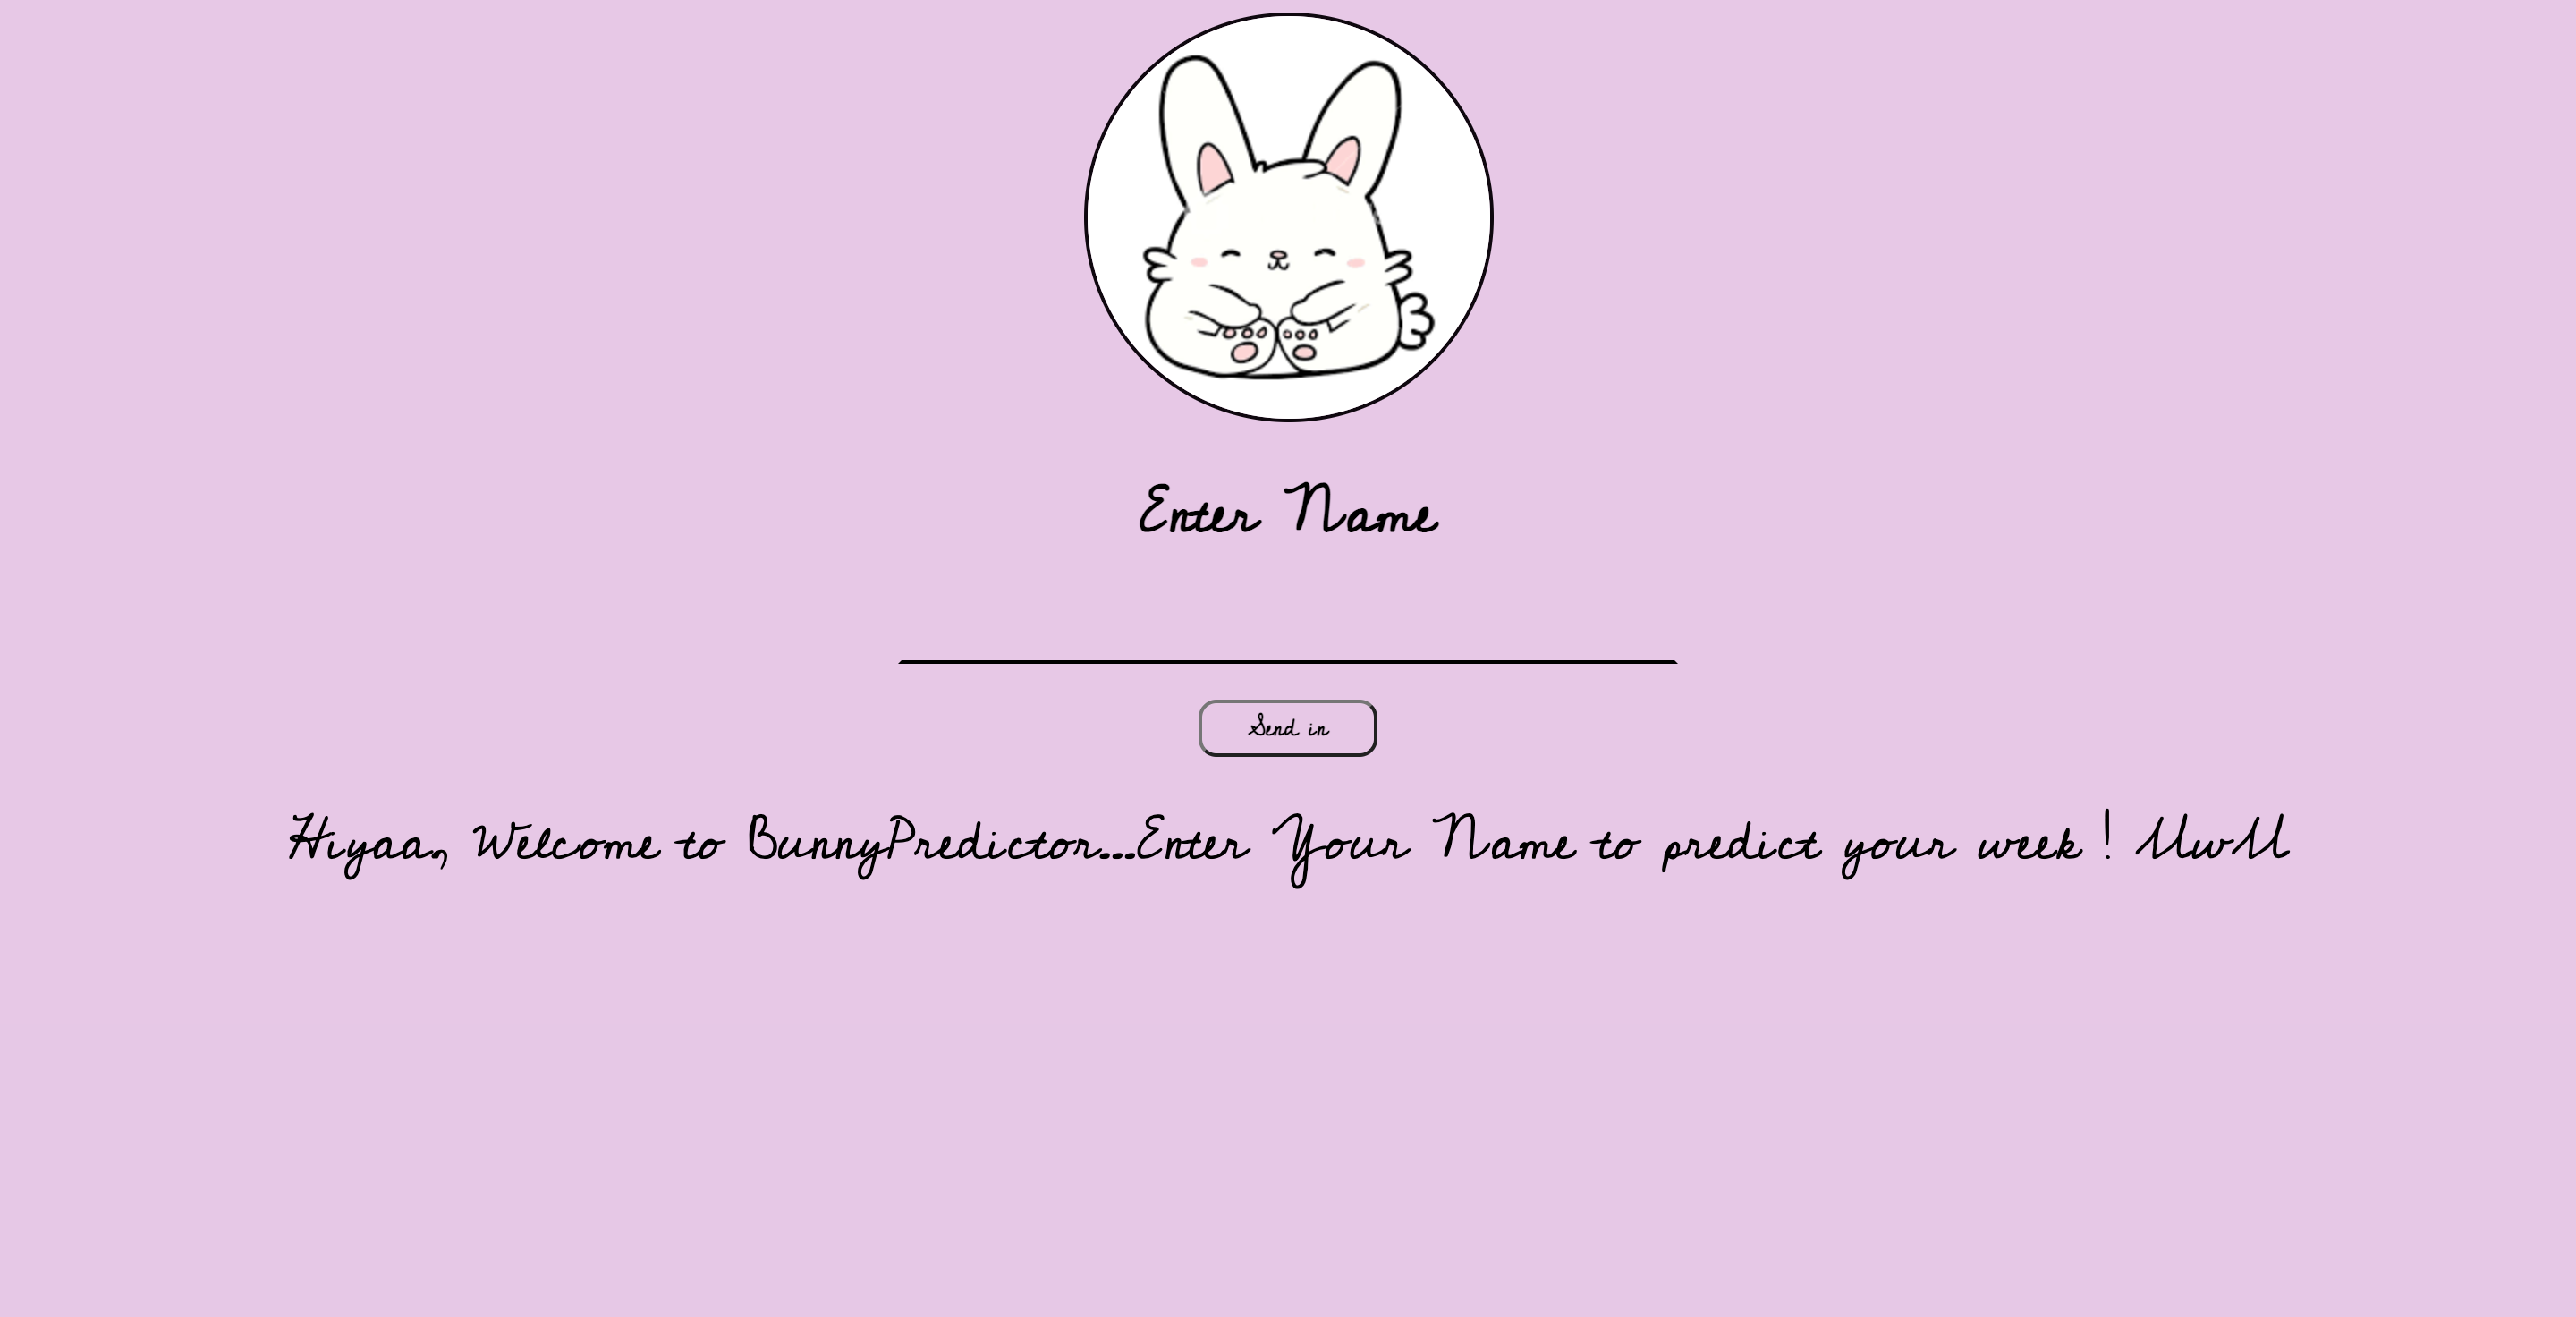 Enter Name
Send in
Hiyaa, Welcome to BunnyPredictor...Enter Your Name to predict your week ! UwU